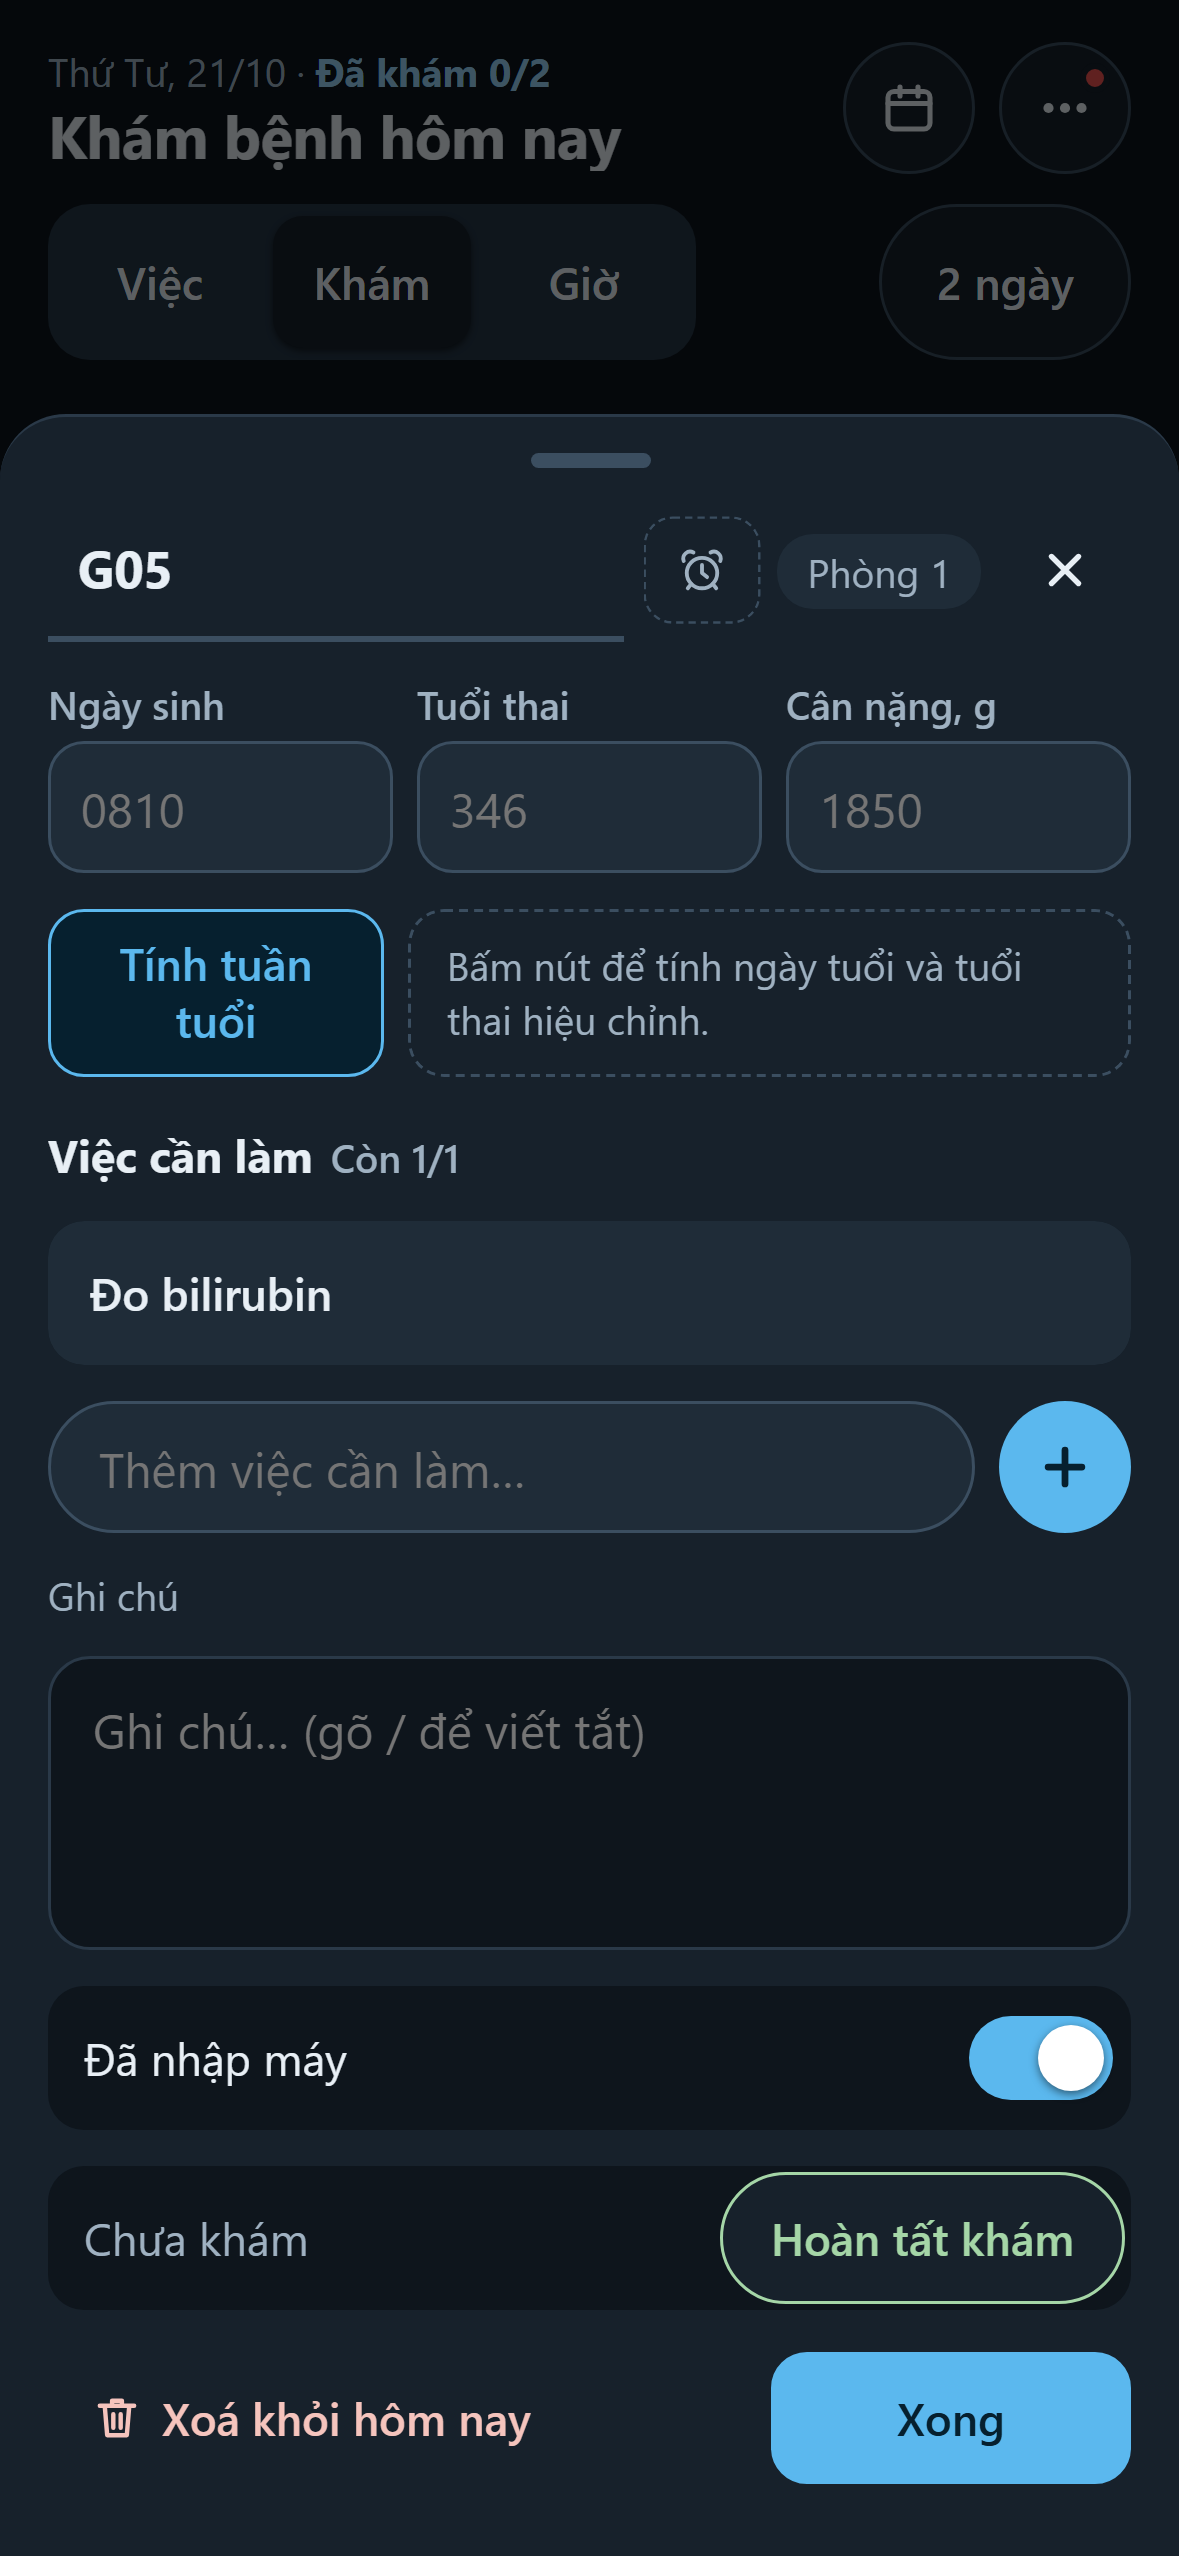 Thứ Tư, 21/10 · Đã khám 0/2
Khám bệnh hôm nay
Việc
Khám
Giờ
2 ngày
G05
Phòng 1
Ngày sinh
Tuổi thai
Cân nặng, g
0810
346
1850
Tính tuần
tuổi
Bấm nút để tính ngày tuổi và tuổi
thai hiệu chỉnh.
Việc cần làm Còn 1/1
Đo bilirubin
Thêm việc cần làm...
Ghi chú
Ghi chú... (gõ / để viết tắt)
Đã nhập máy
Chưa khám
Hoàn tất khám
Xoá khỏi hôm nay
Xong